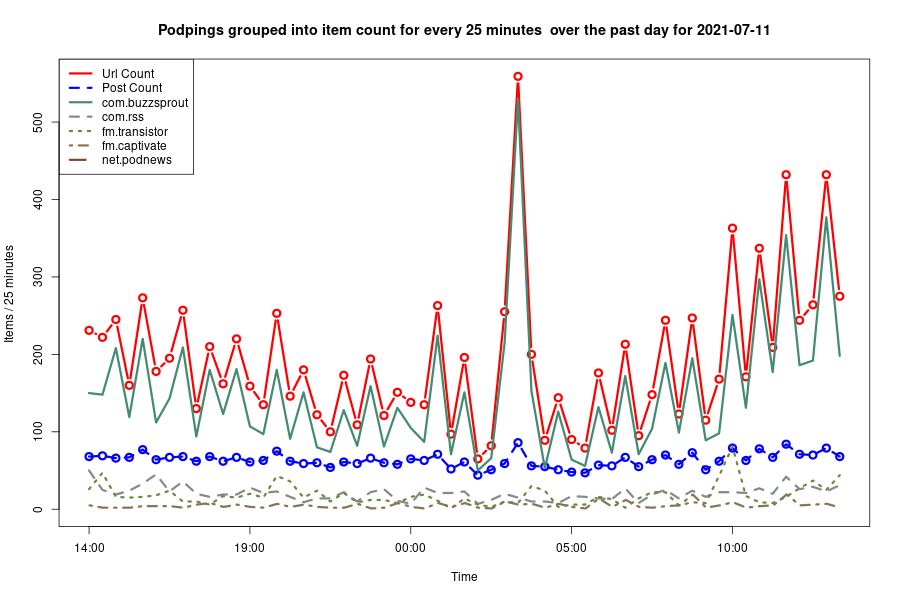 Podpings grouped into item count for every 25 minutes  over the past day for 2021-07-11
Url Count
Post Count
com.buzzsprout
com.rss
fm.transistor
fm.captivate
net.podnews
500
400
300
200
100
0
Items / 25 minutes
14:00 19:00 00:00 05:00 10:00
Time